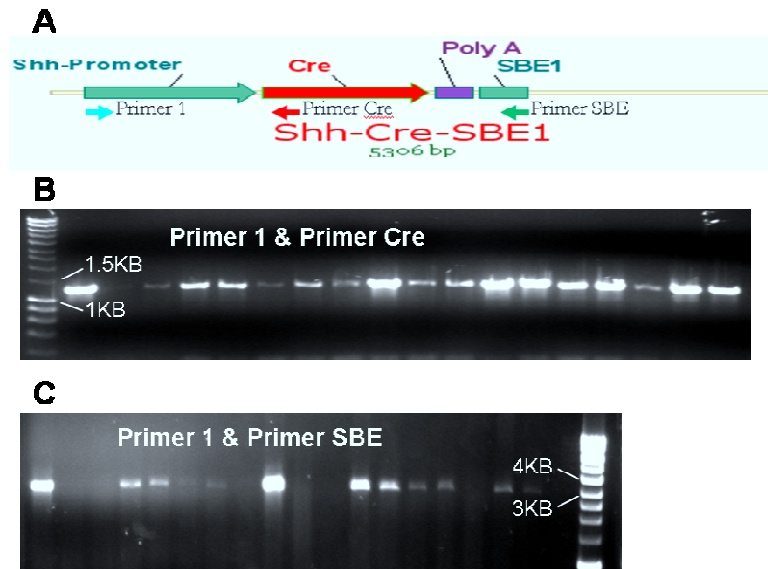 A
Poly A
Shh-Promoter
Cre
SBE1
Primer 1
Primer Cre
Primer SBE
Shh-Cre-SBE1
5306 bp
B
Primer 1 & Primer Cre
1.5KB
1KB
C
Primer 1 & Primer SBE
4KB
3KB